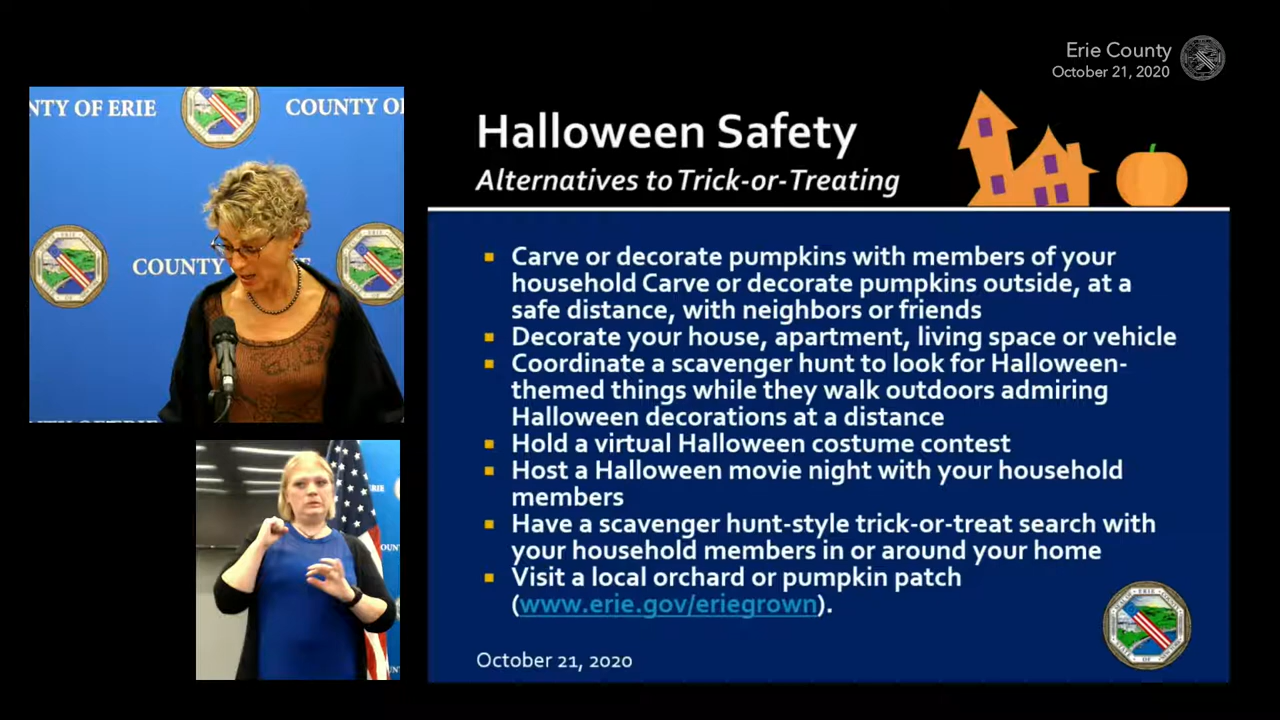 Erie County
October 21, 2020
NTY OF ERIE
COUNTY O
COUNTY
Halloween Safety
Alternatives to Trick-or-Treating
Carve or decorate pumpkins with members of your
household Carve or decorate pumpkins outside, at a
safe distance, with neighbors or friends
Decorate your house, apartment, living space or vehicle
Coordinate a scavenger hunt to look for Halloween-
themed things while they walk outdoors admiring
Halloween decorations at a distance
Hold a virtual Halloween costume contest
Host a Halloween movie night with your household
members
Have a scavenger hunt-style trick-or-treat search with
your household members in or around your home
Visit a local orchard or pumpkin patch
(www.erie.gov/eriegrown).
October 21, 2020